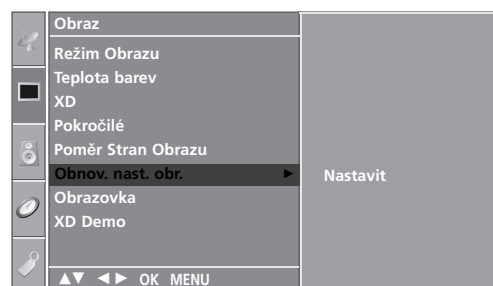 Obraz
Režim Obrazu
Teplota barev
XD
Pokročilé
Poměr Stran Obrazu
Obnov. nast. obr. ►
Nastavit
Obrazovka
XD Demo
▲▼ ◄► OK MENU